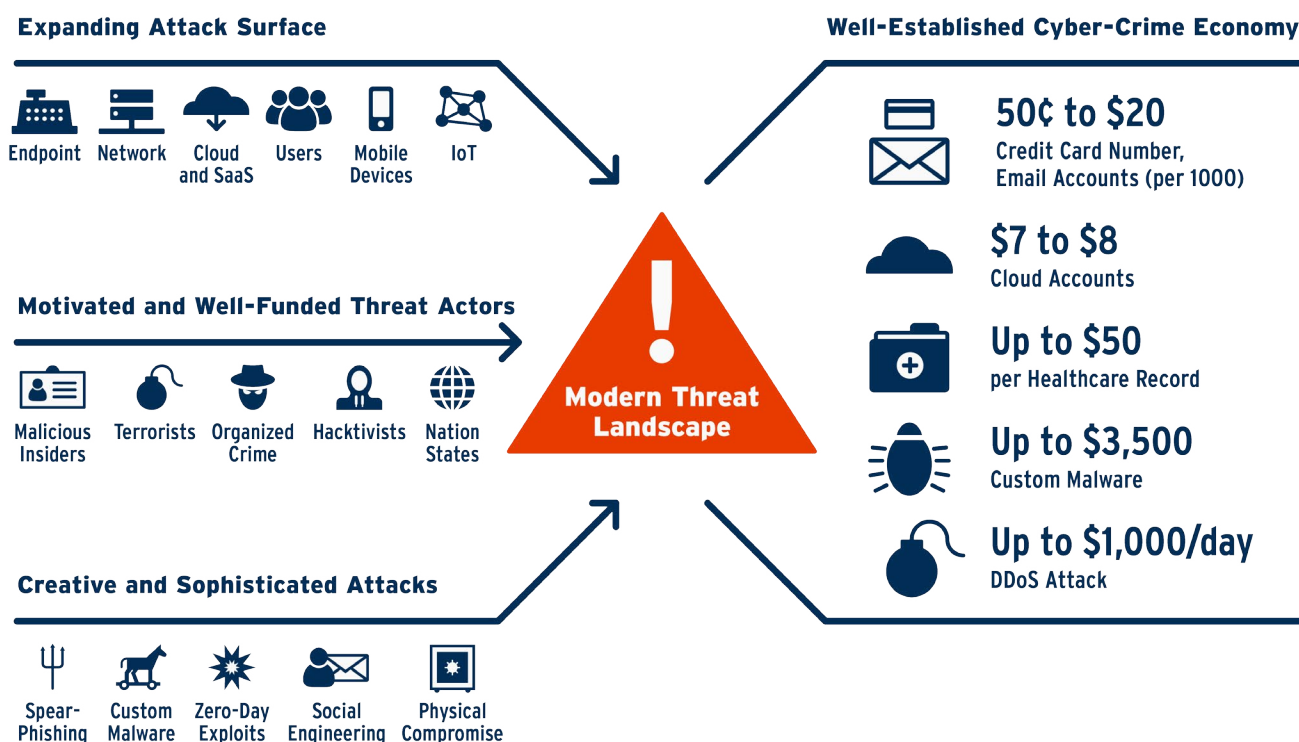 Expanding Attack Surface
Endpoint
Network
Cloud
and SaaS
Users
Mobile
Devices
IoT
Motivated and Well-Funded Threat Actors
Malicious
Insiders
Terrorists
Organized
Crime
Hacktivists
Nation
States
Creative and Sophisticated Attacks
Spear-
Phishing
Custom
Malware
Zero-Day
Exploits
Social
Engineering
Physical
Compromise
Modern Threat
Landscape
Well-Established Cyber-Crime Economy
50¢ to $20
Credit Card Number,
Email Accounts (per 1000)
$7 to $8
Cloud Accounts
Up to $50
per Healthcare Record
Up to $3,500
Custom Malware
Up to $1,000/day
DDoS Attack